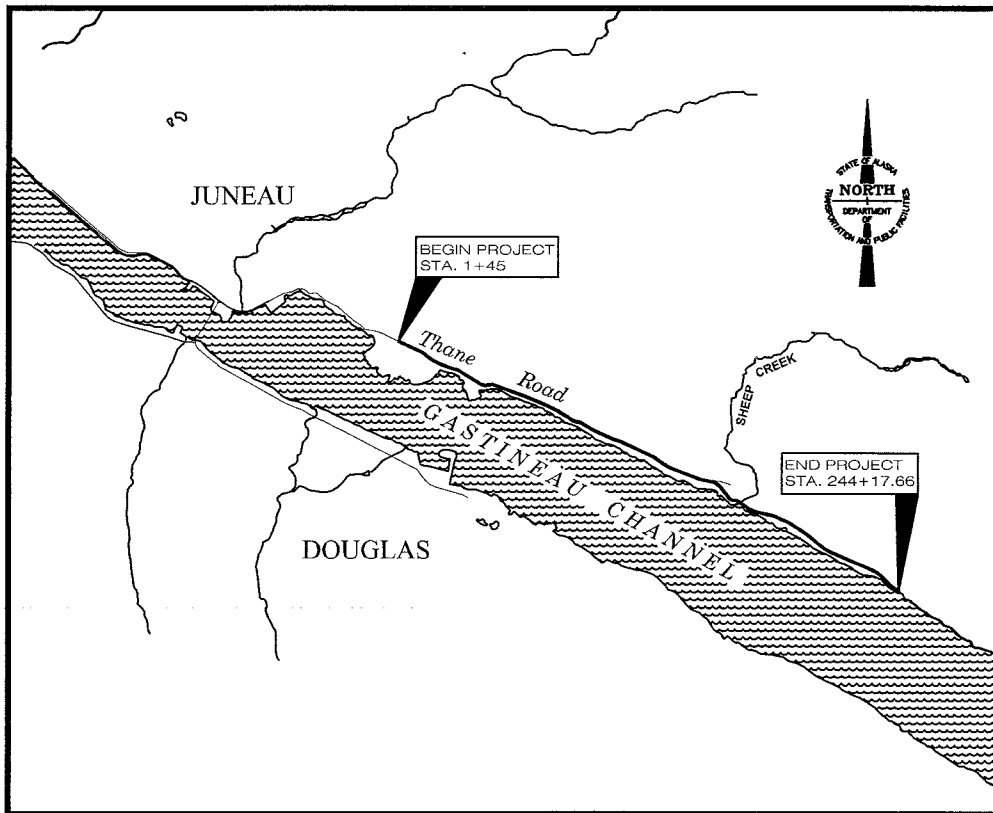 JUNEAU
STATE OF ALASKA
NORTH
DEPARTMENT
OF
TRANSPORTATION AND PUBLIC FACILITIES
BEGIN PROJECT
STA. 1+45
Thane Road
SHEEP CREEK
GASTINEAU CHANNEL
END PROJECT
STA. 244+17.66
DOUGLAS